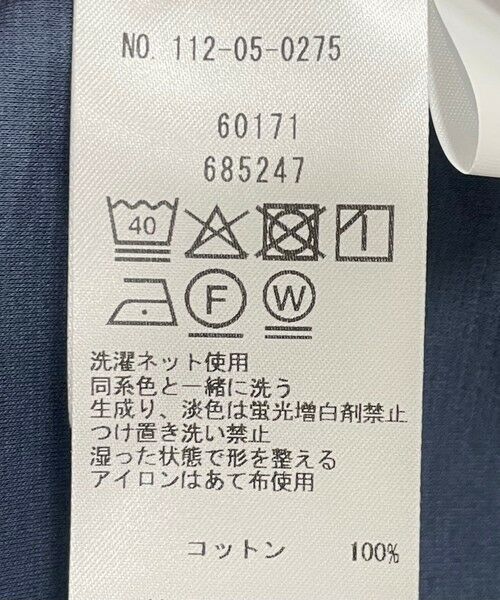 NO. 112-05-0275
60171
685247
40
F W
洗濯ネット使用
同系色と一緒に洗う
生成り、淡色は蛍光増白剤禁止
つけ置き洗い禁止
湿った状態で形を整える
アイロンはあて布使用
コットン 100%